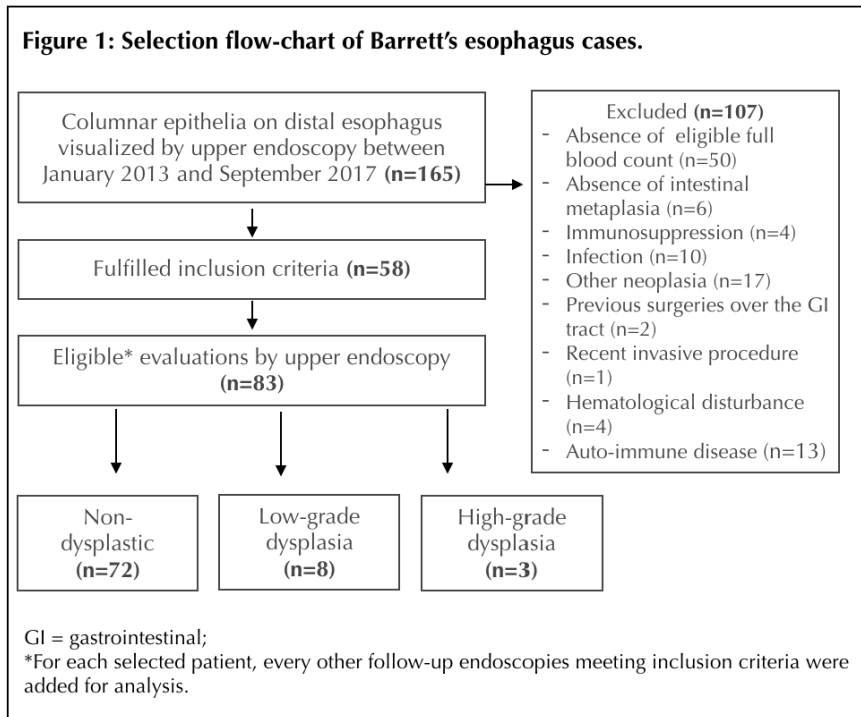 Figure 1: Selection flow-chart of Barrett's esophagus cases.
Columnar epithelia on distal esophagus
visualized by upper endoscopy between
January 2013 and September 2017 (n=165)
Excluded (n=107)
- Absence of eligible full
blood count (n=50)
- Absence of intestinal
metaplasia (n=6)
- Immunosuppression (n=4)
- Infection (n=10)
- Other neoplasia (n=17)
- Previous surgeries over the GI
tract (n=2)
- Recent invasive procedure
(n=1)
- Hematological disturbance
(n=4)
- Auto-immune disease (n=13)
Fulfilled inclusion criteria (n=58)
Eligible* evaluations by upper endoscopy
(n=83)
Non-
dysplastic
(n=72)
Low-grade
dysplasia
(n=8)
High-grade
dysplasia
(n=3)
GI = gastrointestinal;
*For each selected patient, every other follow-up endoscopies meeting inclusion criteria were
added for analysis.